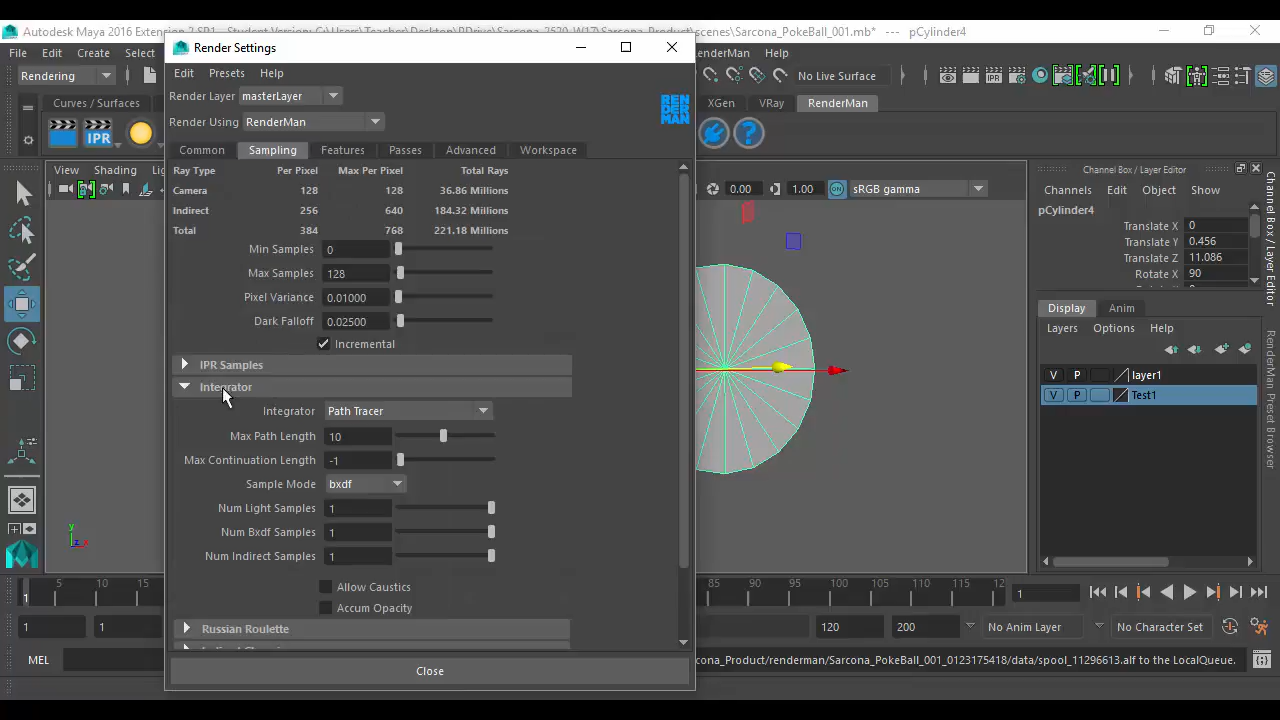 Autodesk Maya 2016 Extension 2 SP1 - Student Version: C:\Users\Teacher\Desktop\PDrive\Sarcona_2520_W17\Sarcona_Product\scenes\Sarcona_PokeBall_001.mb* --- pCylinder4
File Edit Create Select
RenderMan
Render Settings
Rendering
No Live Surface
Edit Presets Help
Render Layer masterLayer
Render Using RenderMan
RENDERMAN
Curves / Surfaces
XGen VRay RenderMan
IPR
Common Sampling Features Passes Advanced Workspace
View Shading
Ray Type Per Pixel Max Per Pixel Total Rays
Camera 128 128 36.86 Millions
Indirect 256 640 184.32 Millions
Total 384 768 221.18 Millions
Min Samples 0
Max Samples 128
Pixel Variance 0.01000
Dark Falloff 0.02500
Incremental
IPR Samples
Integrator
Integrator Path Tracer
Max Path Length 10
Max Continuation Length -1
Sample Mode bxdf
Num Light Samples 1
Num Bxdf Samples 1
Num Indirect Samples 1
Allow Caustics
Accum Opacity
Russian Roulette
Close
0.00 1.00 ON sRGB gamma
Channel Box / Layer Editor
Channels Edit Object Show
pCylinder4
Translate X 0
Translate Y 0.456
Translate Z 11.086
Rotate X 90
Display Anim
Layers Options Help
V P layer1
V P Test1
Channel Box / Layer Editor
RenderMan Preset Browser
y
z x
5 10 15
85 90 95 100 105 110 115 12
1
1
1 1
120 200 No Anim Layer No Character Set
MEL
cona_Product/renderman/Sarcona_PokeBall_001_0123175418/data/spool_11296613.alf to the LocalQueue.